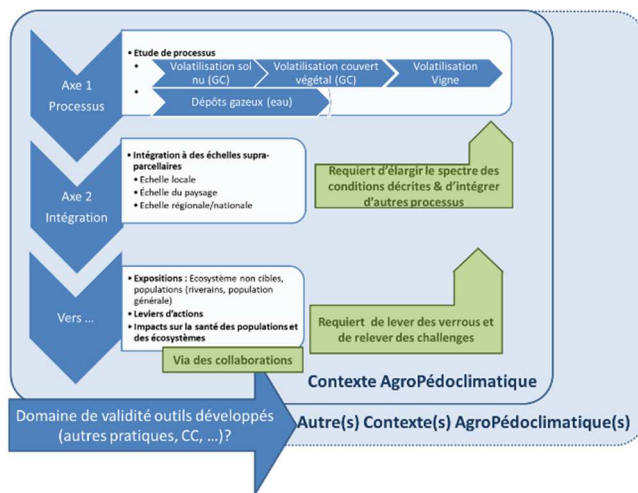 Axe 1
Processus
• Etude de processus
•
Volatilisation sol
nu (GC)
Volatilisation couvert
végétal (GC)
Volatilisation
Vigne
•
Dépôts gazeux (eau)
Axe 2
Intégration
• Intégration à des échelles supra-
parcellaires
• Echelle locale
• Échelle du paysage
• Echelle régionale/nationale
Requiert d'élargir le spectre des
conditions décrites & d'intégrer
d'autres processus
Vers ...
• Expositions : Ecosystème non cibles,
populations (riverains, population
générale)
• Leviers d'actions
• Impacts sur la santé des populations et
des écosystèmes
Requiert de lever des verrous et
de relever des challenges
Via des collaborations
Contexte AgroPédoclimatique
Domaine de validité outils développés
(autres pratiques, CC, ...)?
Autre(s) Contexte(s) AgroPédoclimatique(s)